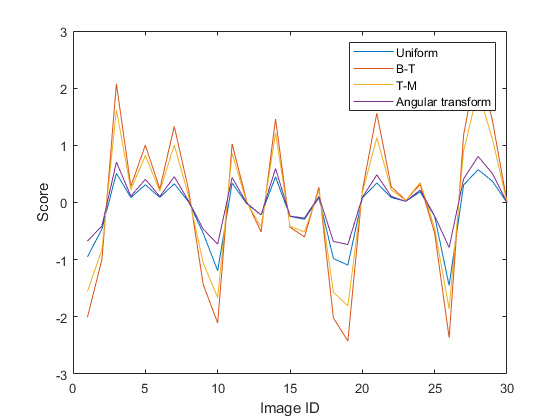 3
2
1
0
-1
-2
-3
Score
Uniform
B-T
T-M
Angular transform
0 5 10 15 20 25 30
Image ID